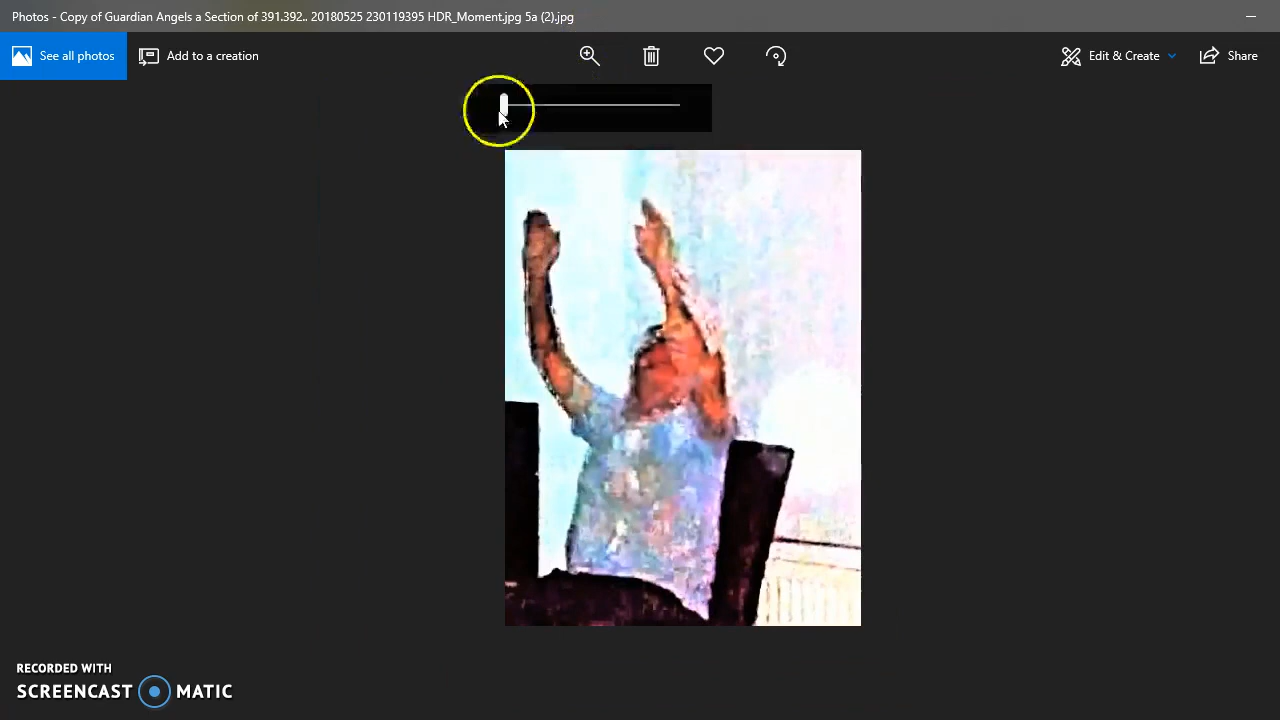 Photos - Copy of Guardian Angels a Section of 391.392.. 20180525 230119395 HDR_Moment.jpg 5a (2).jpg
See all photos
Add to a creation
Edit & Create
Share
RECORDED WITH
SCREENCAST MATIC